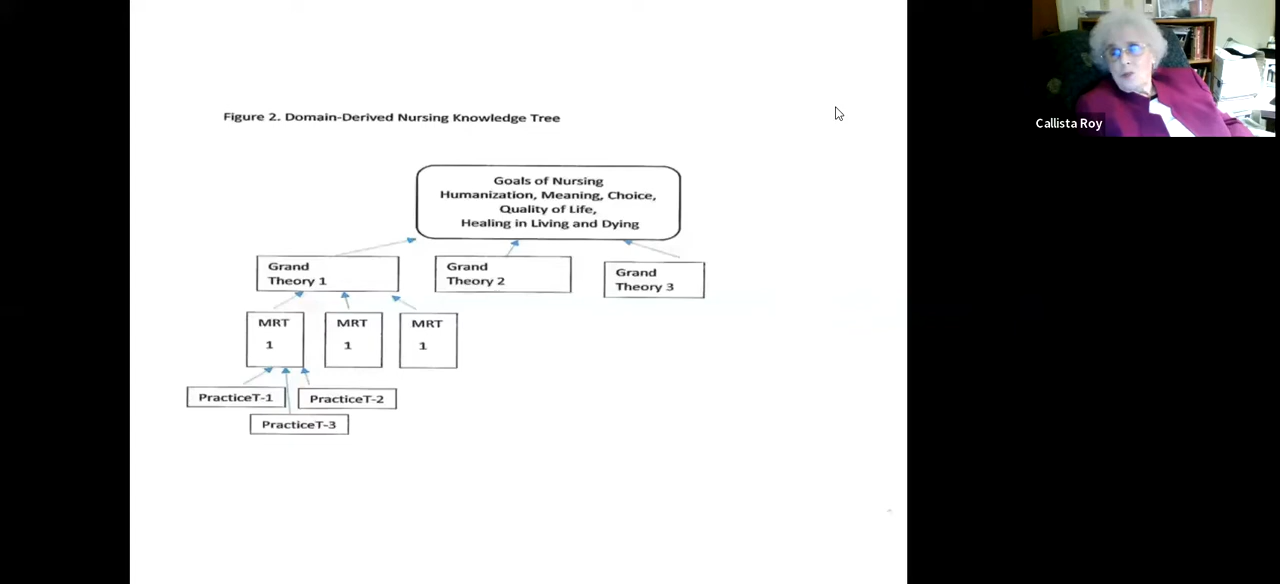 Callista Roy
Figure 2. Domain-Derived Nursing Knowledge Tree
Goals of Nursing
Humanization, Meaning, Choice,
Quality of Life,
Healing in Living and Dying
Grand
Theory 1
Grand
Theory 2
Grand
Theory 3
MRT
1
MRT
1
MRT
1
PracticeT-1
PracticeT-2
PracticeT-3